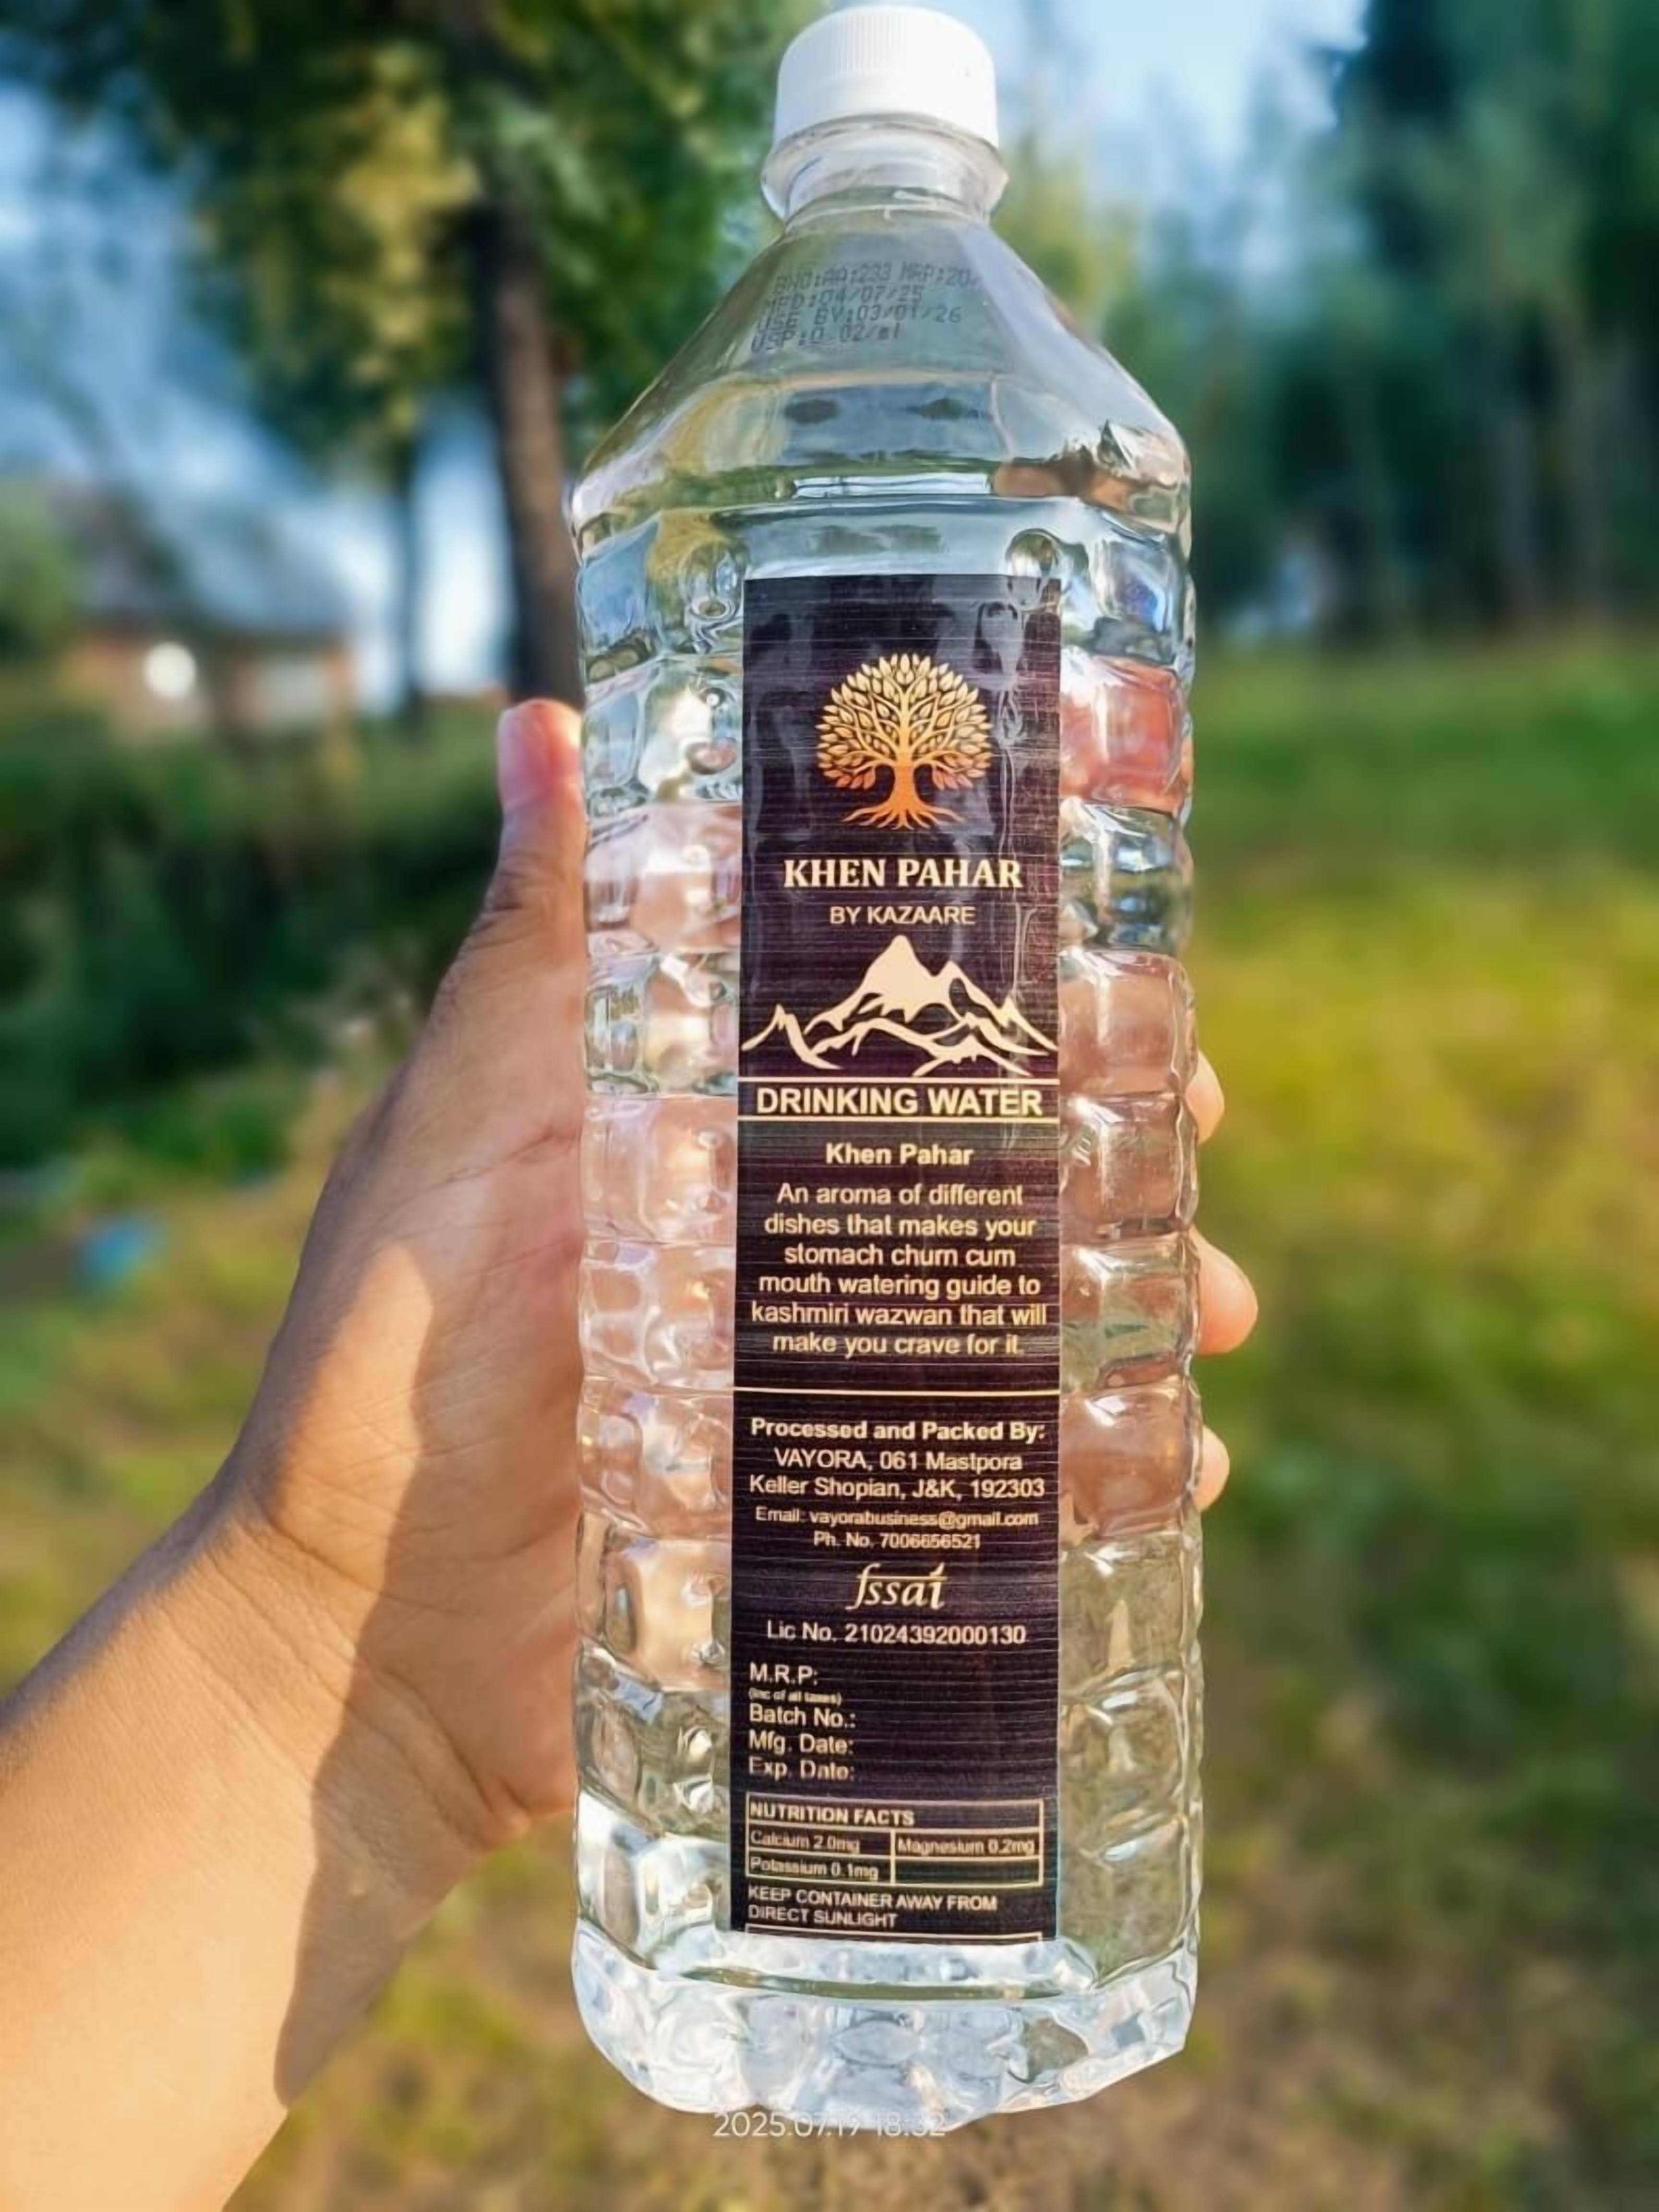 BNO:AA:233 MRP:20/
MFD:04/07/25
USE BY:03/01/26
USP:0.02/ml
KHEN PAHAR
BY KAZAARE
DRINKING WATER
Khen Pahar
An aroma of different
dishes that makes your
stomach churn cum
mouth watering guide to
kashmiri wazwan that will
make you crave for it.
Processed and Packed By:
VAYORA, 061 Mastpora
Keller Shopian, J&K, 192303
Email: vayorabusiness@gmail.com
Ph. No. 7006656521
fssai
Lic No. 21024392000130
M.R.P:
(inc of all taxes)
Batch No.:
Mfg. Date:
Exp. Date:
NUTRITION FACTS
Calcium 2.0mg Magnesium 0.2mg
Potassium 0.1mg
KEEP CONTAINER AWAY FROM
DIRECT SUNLIGHT
2025.07.19 18:32